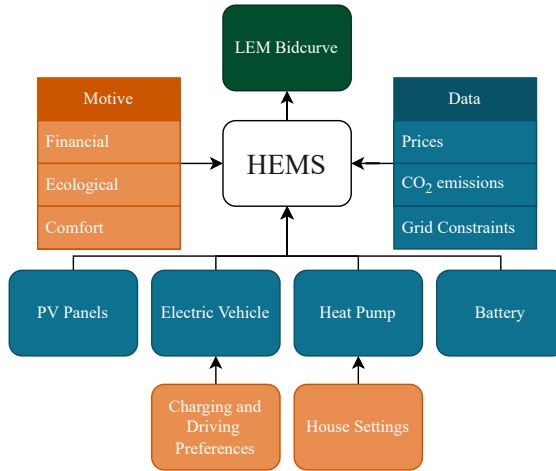 LEM Bidcurve
Motive
Financial
Ecological
Comfort
HEMS
Data
Prices
CO₂ emissions
Grid Constraints
PV Panels
Electric Vehicle
Heat Pump
Battery
Charging and
Driving
Preferences
House Settings